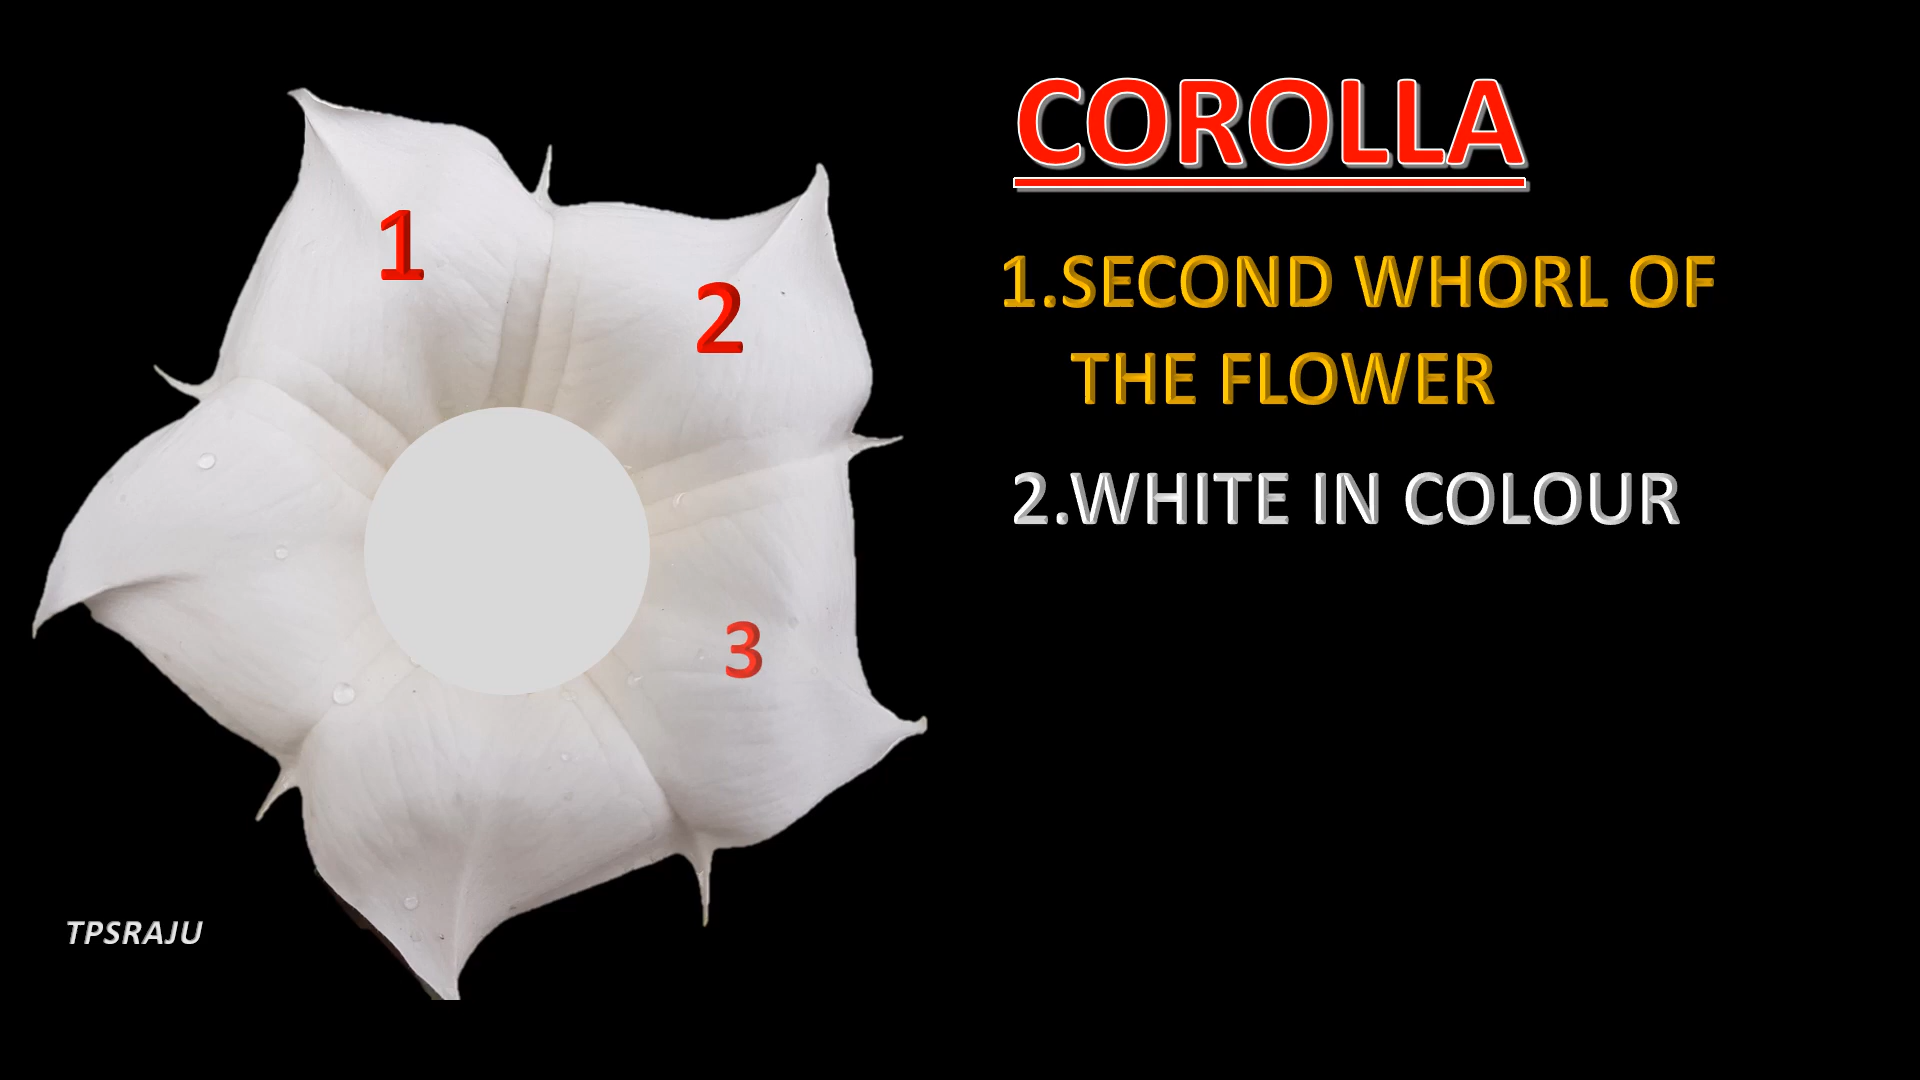 COROLLA
1.SECOND WHORL OF
THE FLOWER
2.WHITE IN COLOUR
1
2
3
TPSRAJU